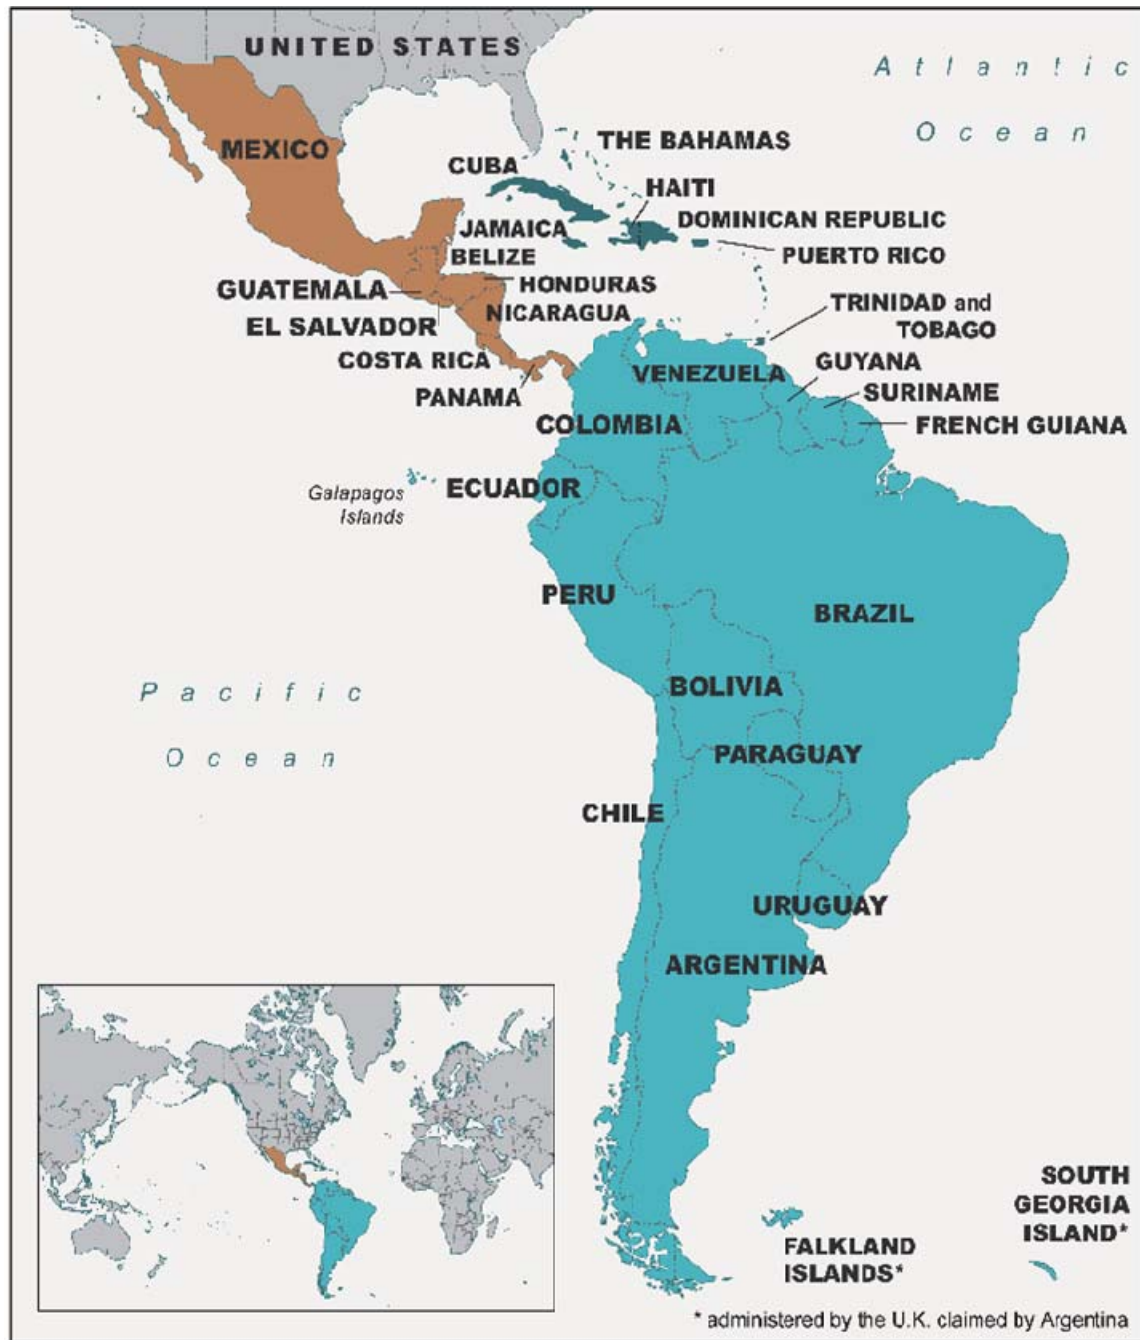 UNITED STATES
Atlantic
Ocean
MEXICO
THE BAHAMAS
CUBA
HAITI
DOMINICAN REPUBLIC
JAMAICA
BELIZE
PUERTO RICO
HONDURAS
GUATEMALA
NICARAGUA
TRINIDAD and
TOBAGO
EL SALVADOR
COSTA RICA
GUYANA
VENEZUELA
SURINAME
PANAMA
COLOMBIA
FRENCH GUIANA
ECUADOR
Galapagos
Islands
PERU
BRAZIL
Pacific
Ocean
BOLIVIA
PARAGUAY
CHILE
URUGUAY
ARGENTINA
SOUTH
GEORGIA
ISLAND*
FALKLAND
ISLANDS*
* administered by the U.K. claimed by Argentina